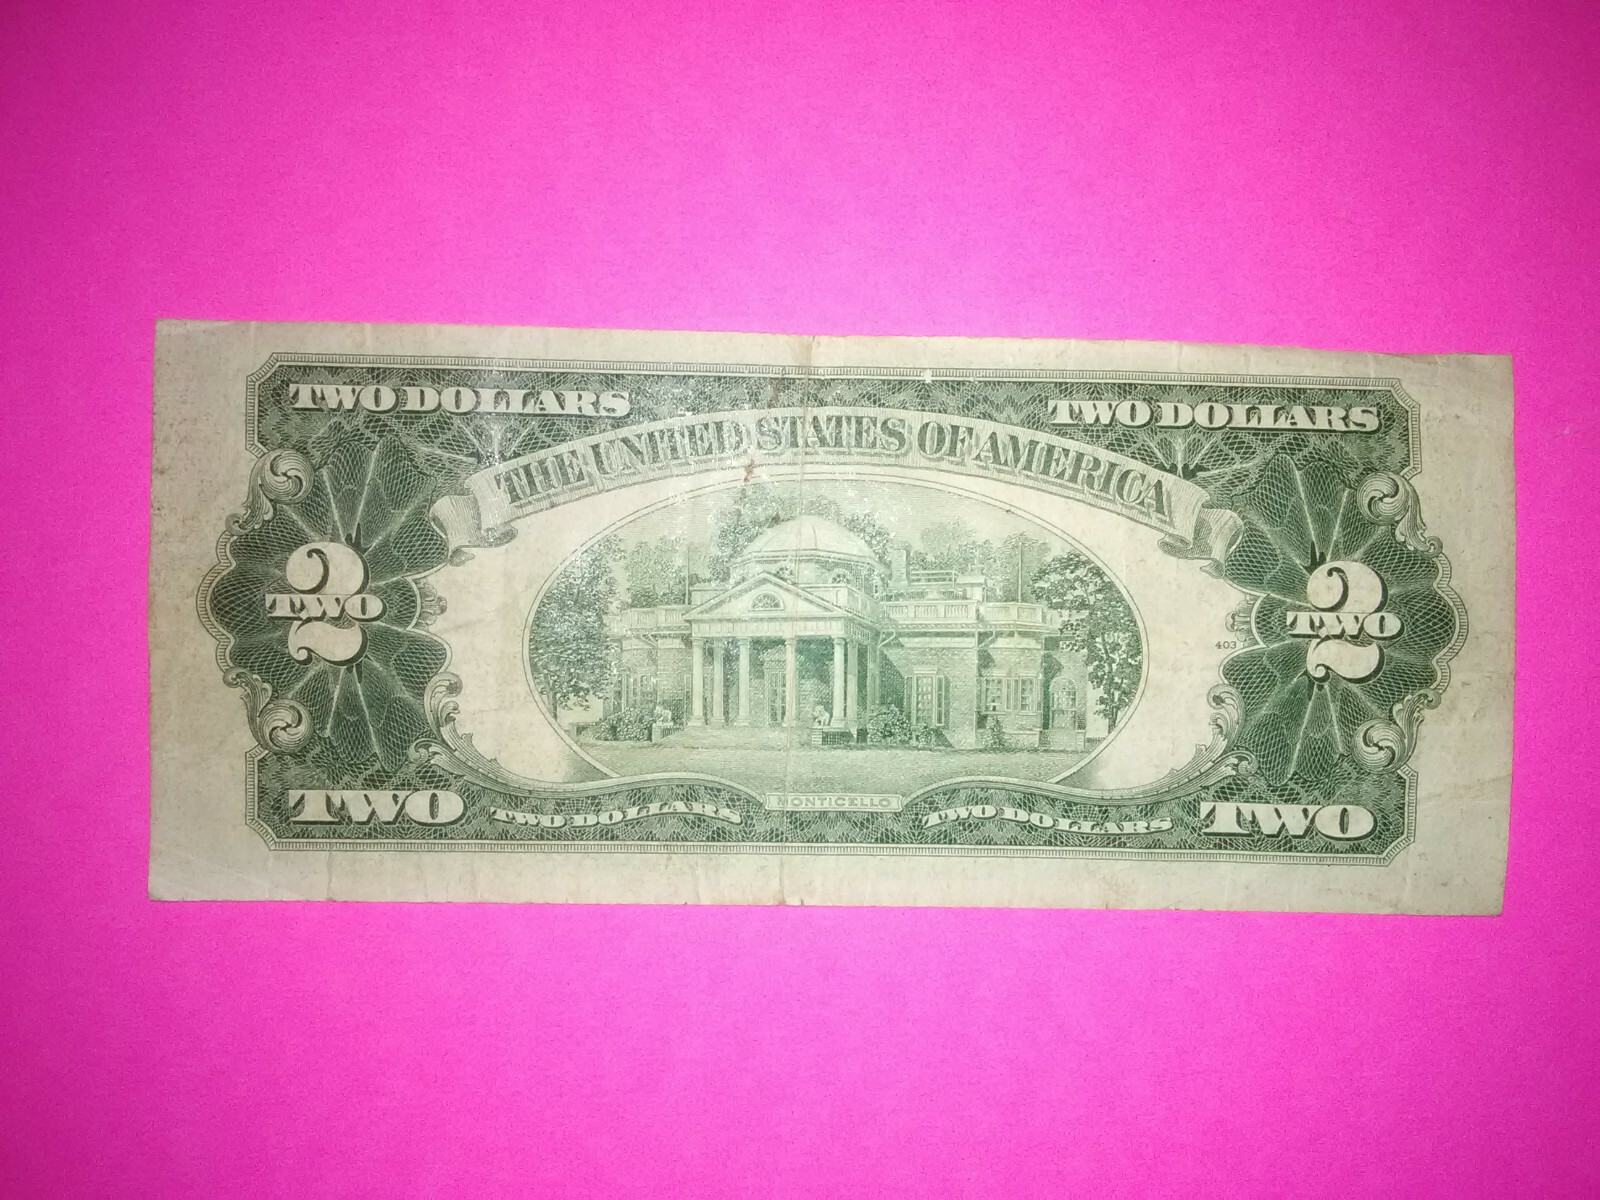 TWO DOLLARS TWO DOLLARS
THE UNITED STATES OF AMERICA
2 TWO 2 TWO
403
TWO TWO DOLLARS MONTICELLO TWO DOLLARS TWO